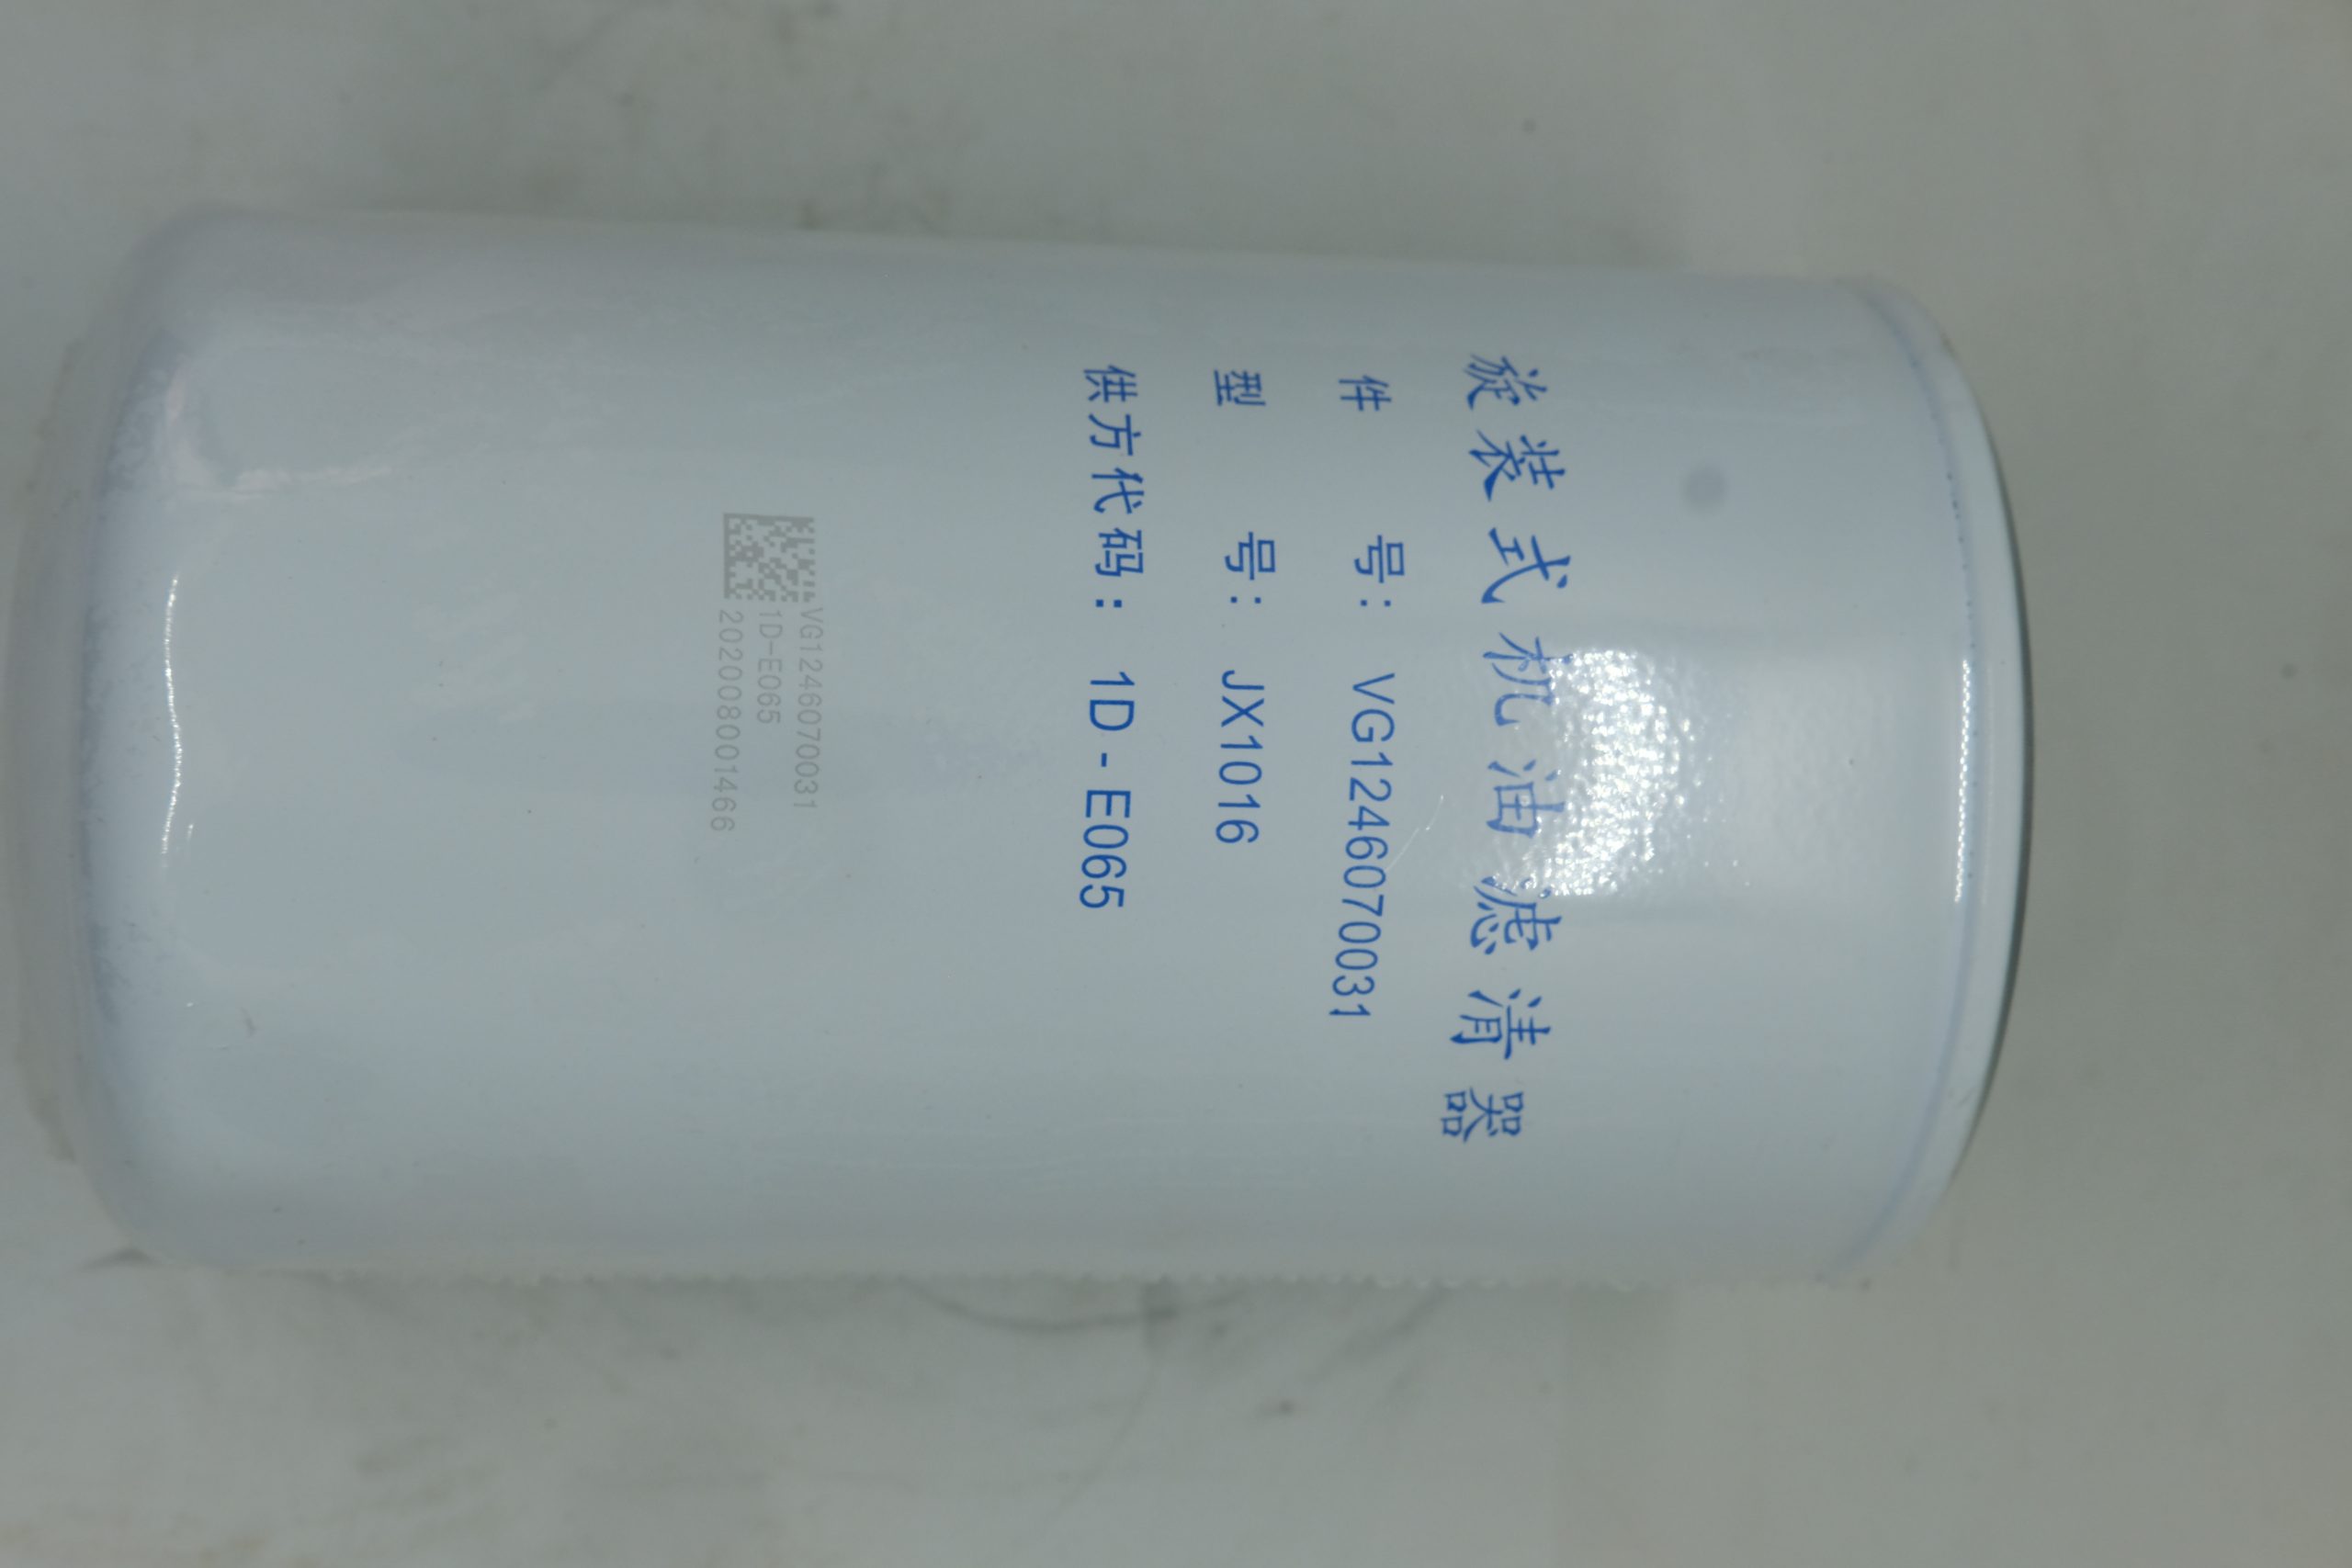 旋装式机油滤清器
件 号: VG1246070031
型 号: JX1016
供方代码: 1D-E065
VG1246070031
1D-E065
2020080001466